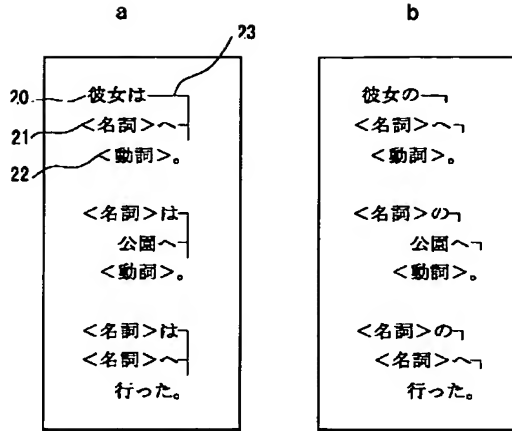 a
23
20
彼女は
21
<名詞>へ
22
<動詞>。
<名詞>は
公園へ
<動詞>。
<名詞>は
<名詞>へ
行った。
b
彼女の
<名詞>へ
<動詞>。
<名詞>の
公園へ
<動詞>。
<名詞>の
<名詞>へ
行った。